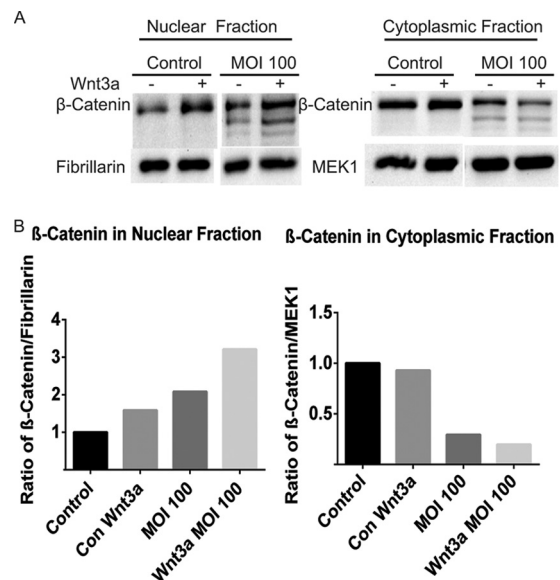 A
Nuclear Fraction
Cytoplasmic Fraction
Control MOI 100
Control MOI 100
Wnt3a - + - +
- + - +
β-Catenin
β-Catenin
Fibrillarin
MEK1
B
ß-Catenin in Nuclear Fraction
ß-Catenin in Cytoplasmic Fraction
Ratio of ß-Catenin/Fibrillarin
4
3
2
1
Control
Con Wnt3a
MOI 100
Wnt3a MOI 100
Ratio of ß-Catenin/MEK1
1.5
1.0
0.5
Control
Con Wnt3a
MOI 100
Wnt3a MOI 100